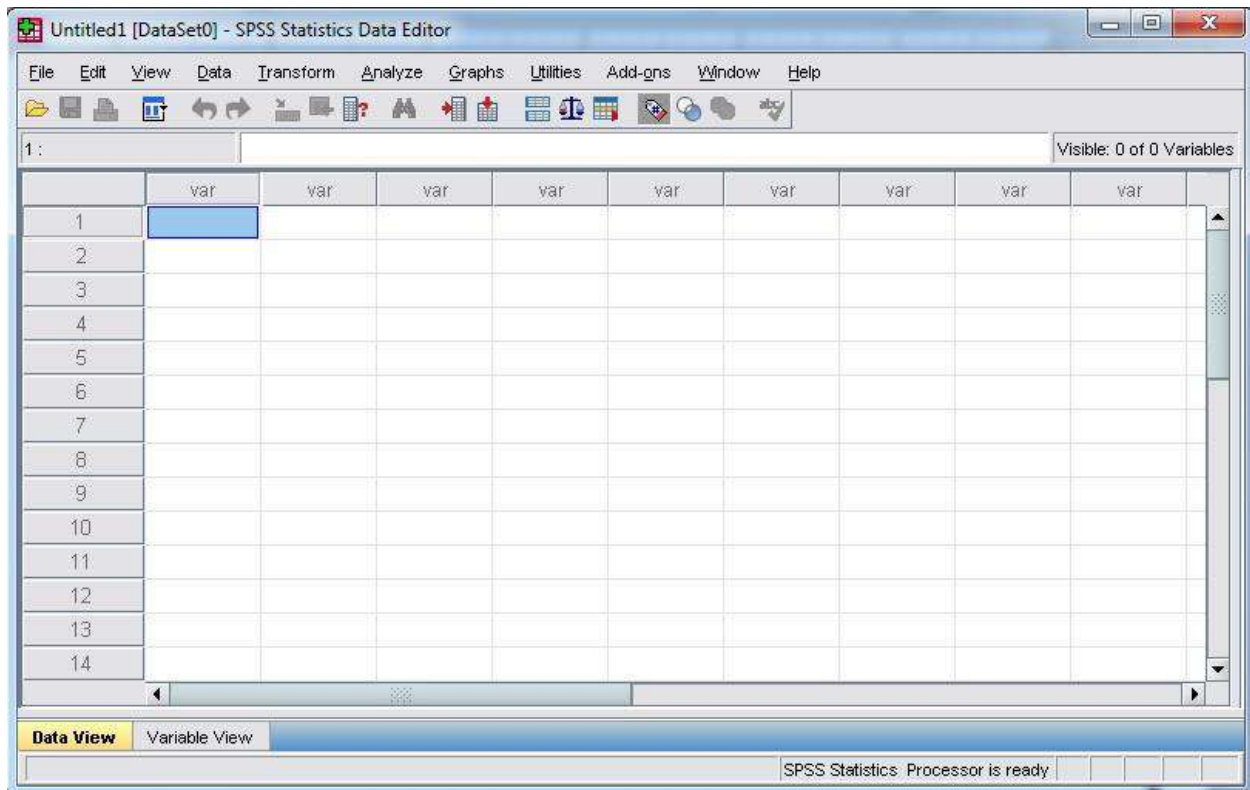 Untitled1 [DataSet0] - SPSS Statistics Data Editor
File Edit View Data Transform Analyze Graphs Utilities Add-ons Window Help
1 :
Visible: 0 of 0 Variables
var var var var var var var var var
1
2
3
4
5
6
7
8
9
10
11
12
13
14
Data View Variable View
SPSS Statistics Processor is ready